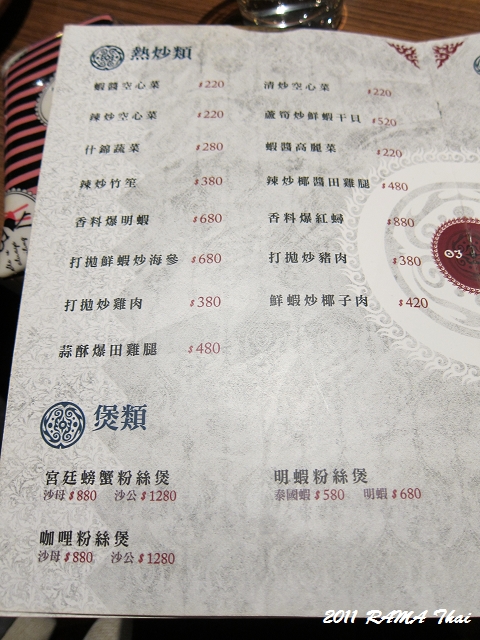 熱炒類
蝦醬空心菜 $220 清炒空心菜 $220
辣炒空心菜 $220 蘆筍炒鮮蝦干貝 $520
什錦蔬菜 $280 蝦醬高麗菜 $220
辣炒竹笙 $380 辣炒椰醬田雞腿 $480
香料爆明蝦 $680 香料爆紅蟳 $880
打拋鮮蝦炒海參 $680 打拋炒豬肉 $380
打拋炒雞肉 $380 鮮蝦炒椰子肉 $420
蒜酥爆田雞腿 $480
03
煲類
宮廷螃蟹粉絲煲 明蝦粉絲煲
沙母$880 沙公$1280 泰國蝦$580 明蝦$680
咖哩粉絲煲
沙母$880 沙公$1280
2011 RAMA Thai